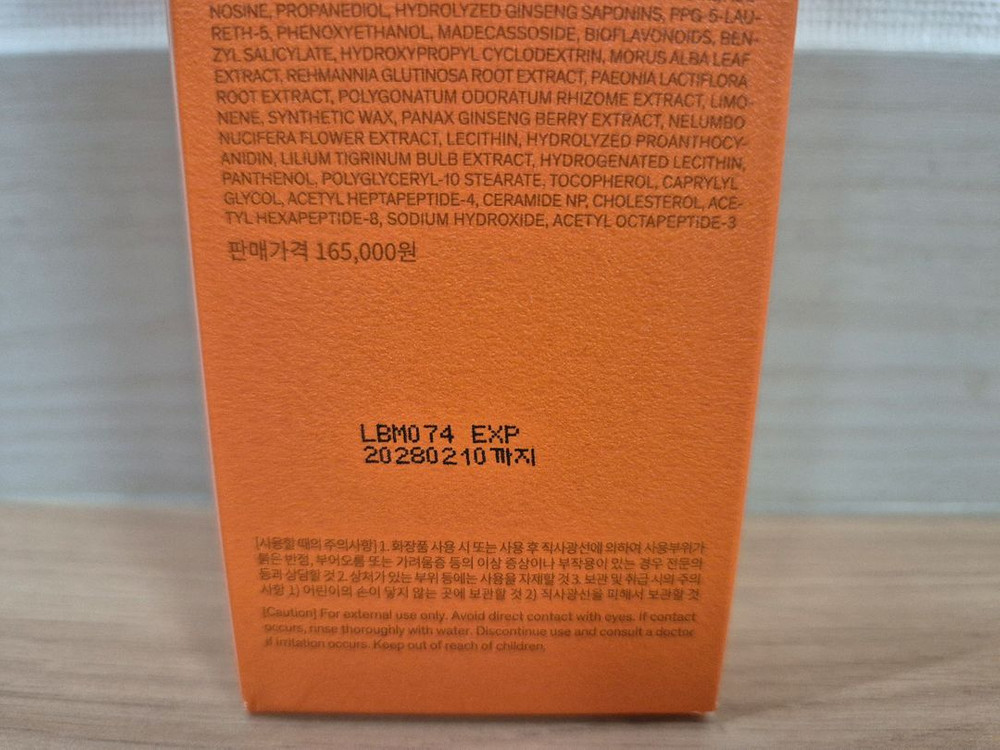 NOSINE, PROPANEDIOL, HYDROLYZED GINSENG SAPONINS, PPG-5-LAU-
RETH-5, PHENOXYETHANOL, MADECASSOSIDE, BIOFLAVONOIDS, BEN-
ZYL SALICYLATE, HYDROXYPROPYL CYCLODEXTRIN, MORUS ALBA LEAF
EXTRACT, REHMANNIA GLUTINOSA ROOT EXTRACT, PAEONIA LACTIFLORA
ROOT EXTRACT, POLYGONATUM ODORATUM RHIZOME EXTRACT, LIMO-
NENE, SYNTHETIC WAX, PANAX GINSENG BERRY EXTRACT, NELUMBO
NUCIFERA FLOWER EXTRACT, LECITHIN, HYDROLYZED PROANTHOCY-
ANIDIN, LILIUM TIGRINUM BULB EXTRACT, HYDROGENATED LECITHIN,
PANTHENOL, POLYGLYCERYL-10 STEARATE, TOCOPHEROL, CAPRYLYL
GLYCOL, ACETYL HEPTAPEPTIDE-4, CERAMIDE NP, CHOLESTEROL, ACE-
TYL HEXAPEPTIDE-8, SODIUM HYDROXIDE, ACETYL OCTAPEPTIDE-3
판매가격 165,000원
LBM074 EXP
20280210까지
[사용할 때의 주의사항] 1. 화장품 사용 시 또는 사용 후 직사광선에 의하여 사용부위가
붉은 반점, 부어오름 또는 가려움증 등의 이상 증상이나 부작용이 있는 경우 전문의
등과 상담할 것 2. 상처가 있는 부위 등에는 사용을 자제할 것 3. 보관 및 취급 시의 주의
사항 1) 어린이의 손이 닿지 않는 곳에 보관할 것 2) 직사광선을 피해서 보관할 것
[Caution] For external use only. Avoid direct contact with eyes. If contact
occurs, rinse thoroughly with water. Discontinue use and consult a doctor
if irritation occurs. Keep out of reach of children.